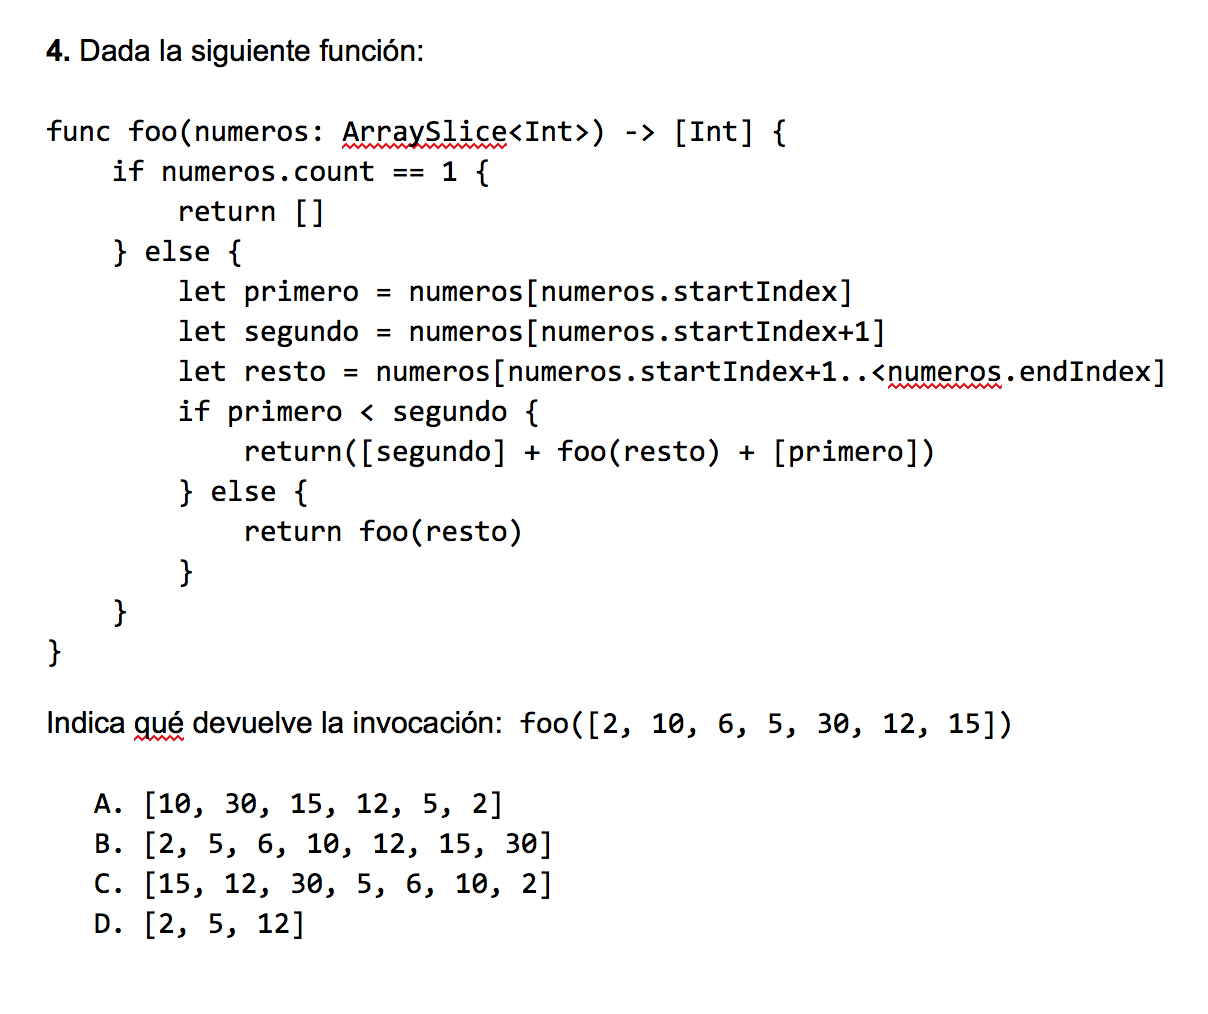 4. Dada la siguiente función:
func foo(numeros: ArraySlice<Int>) -> [Int] {
    if numeros.count == 1 {
        return []
    } else {
        let primero = numeros[numeros.startIndex]
        let segundo = numeros[numeros.startIndex+1]
        let resto = numeros[numeros.startIndex+1..<numeros.endIndex]
        if primero < segundo {
            return([segundo] + foo(resto) + [primero])
        } else {
            return foo(resto)
        }
    }
}
Indica qué devuelve la invocación: foo([2, 10, 6, 5, 30, 12, 15])
A. [10, 30, 15, 12, 5, 2]
B. [2, 5, 6, 10, 12, 15, 30]
C. [15, 12, 30, 5, 6, 10, 2]
D. [2, 5, 12]